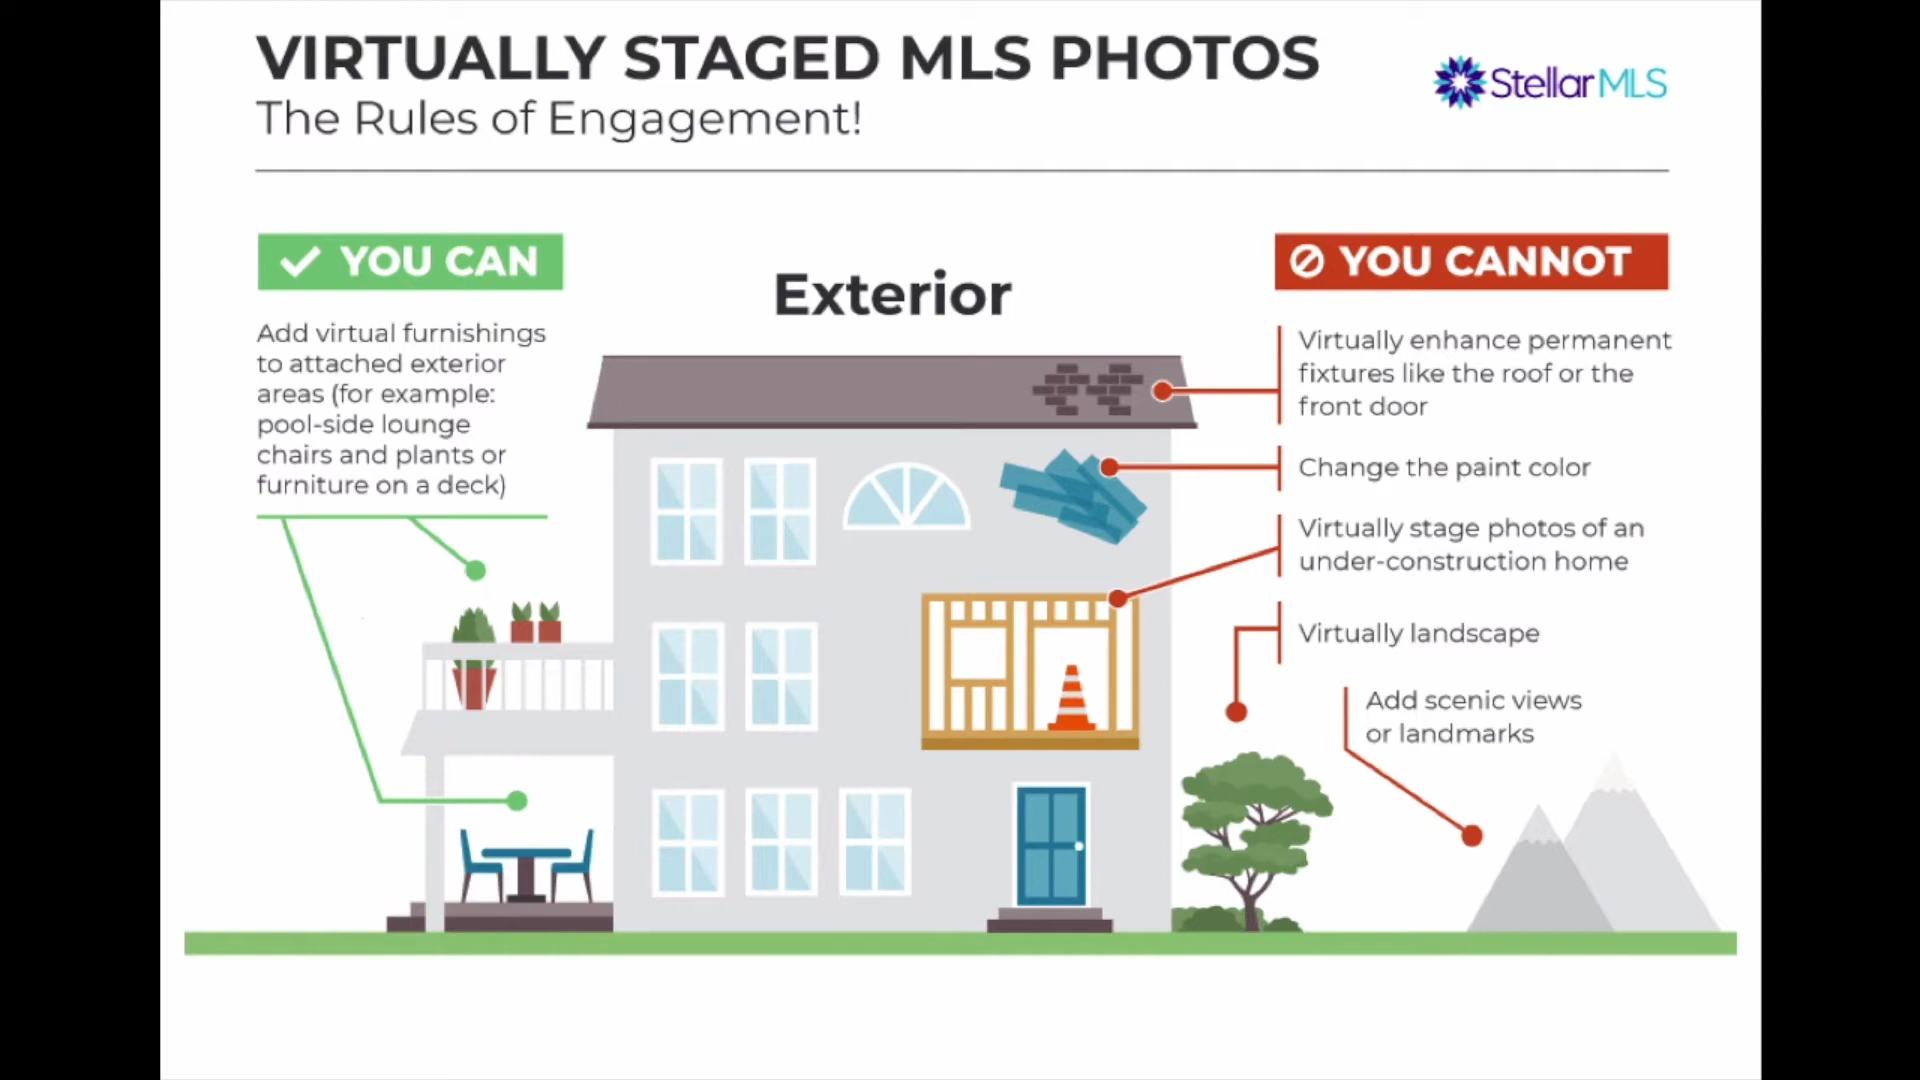 VIRTUALLY STAGED MLS PHOTOS
The Rules of Engagement!
StellarMLS
YOU CAN
Add virtual furnishings
to attached exterior
areas (for example:
pool-side lounge
chairs and plants or
furniture on a deck)
Exterior
YOU CANNOT
Virtually enhance permanent
fixtures like the roof or the
front door
Change the paint color
Virtually stage photos of an
under-construction home
Virtually landscape
Add scenic views
or landmarks